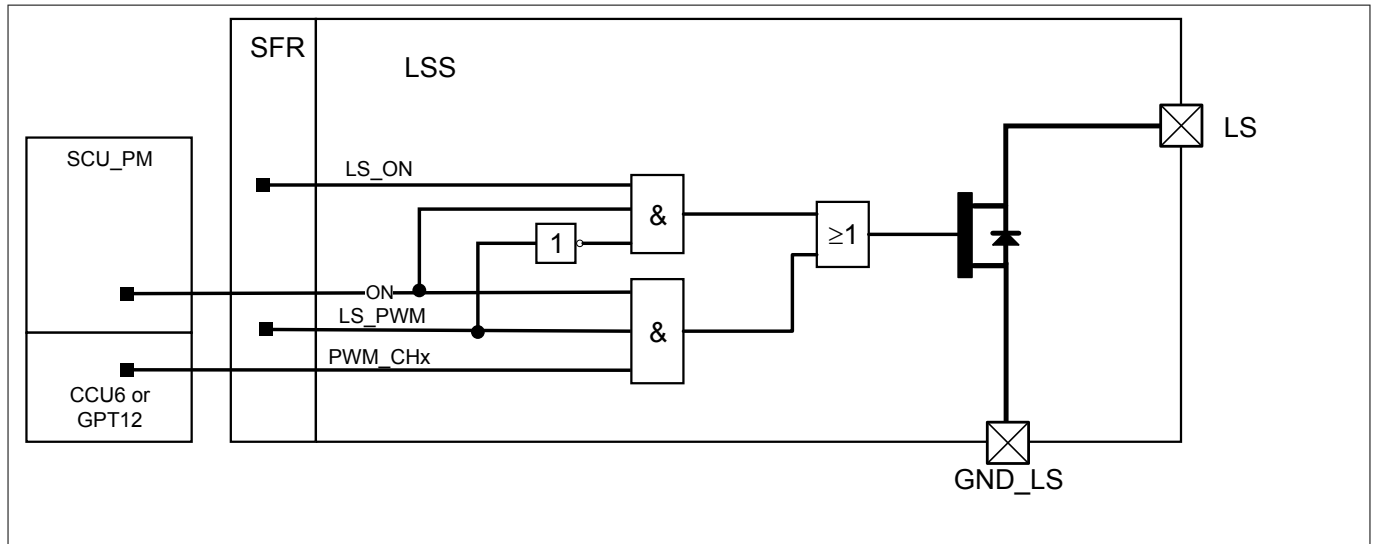 SFR
LSS
LS
SCU_PM
LS_ON
&
1
≥1
ON
LS_PWM
&
PWM_CHx
CCU6 or
GPT12
GND_LS